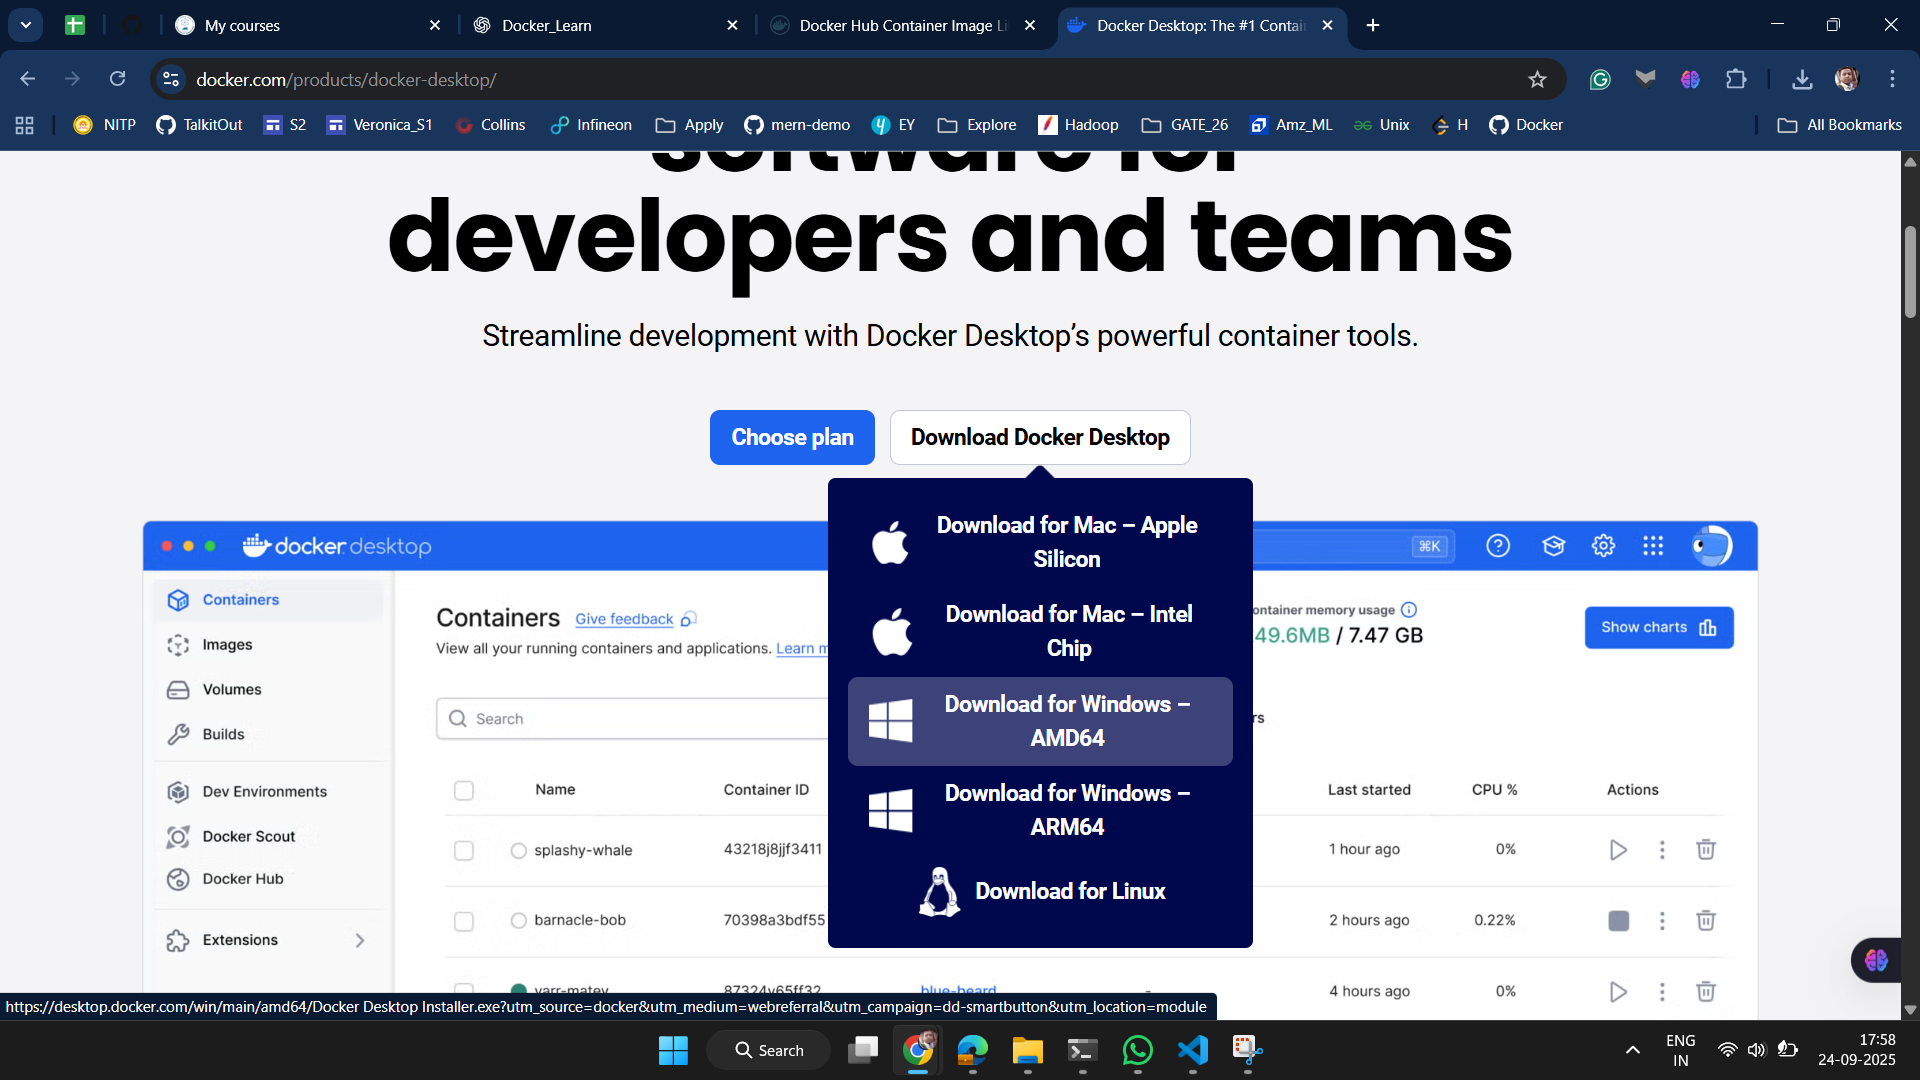 My courses
Docker_Learn
Docker Hub Container Image Li
Docker Desktop: The #1 Contai
docker.com/products/docker-desktop/
NITP
TalkitOut
S2
Veronica_S1
Collins
Infineon
Apply
mern-demo
EY
Explore
Hadoop
GATE_26
Amz_ML
Unix
H
Docker
All Bookmarks
software for
developers and teams
Streamline development with Docker Desktop’s powerful container tools.
Choose plan
Download Docker Desktop
Download for Mac – Apple
Silicon
Download for Mac – Intel
Chip
Download for Windows –
AMD64
Download for Windows –
ARM64
Download for Linux
docker desktop
⌘K
Containers
Images
Volumes
Builds
Dev Environments
Docker Scout
Docker Hub
Extensions
Containers
Give feedback
View all your running containers and applications. Learn m
ontainer memory usage
49.6MB / 7.47 GB
Show charts
Search
rs
Name
Container ID
Last started
CPU %
Actions
splashy-whale
43218j8jjf3411
1 hour ago
0%
barnacle-bob
70398a3bdf55
2 hours ago
0.22%
yarr-matey
87324y65ff32
blue-beard
-
4 hours ago
0%
https://desktop.docker.com/win/main/amd64/Docker Desktop Installer.exe?utm_source=docker&utm_medium=webreferral&utm_campaign=dd-smartbutton&utm_location=module
Search
ENG
IN
17:58
24-09-2025